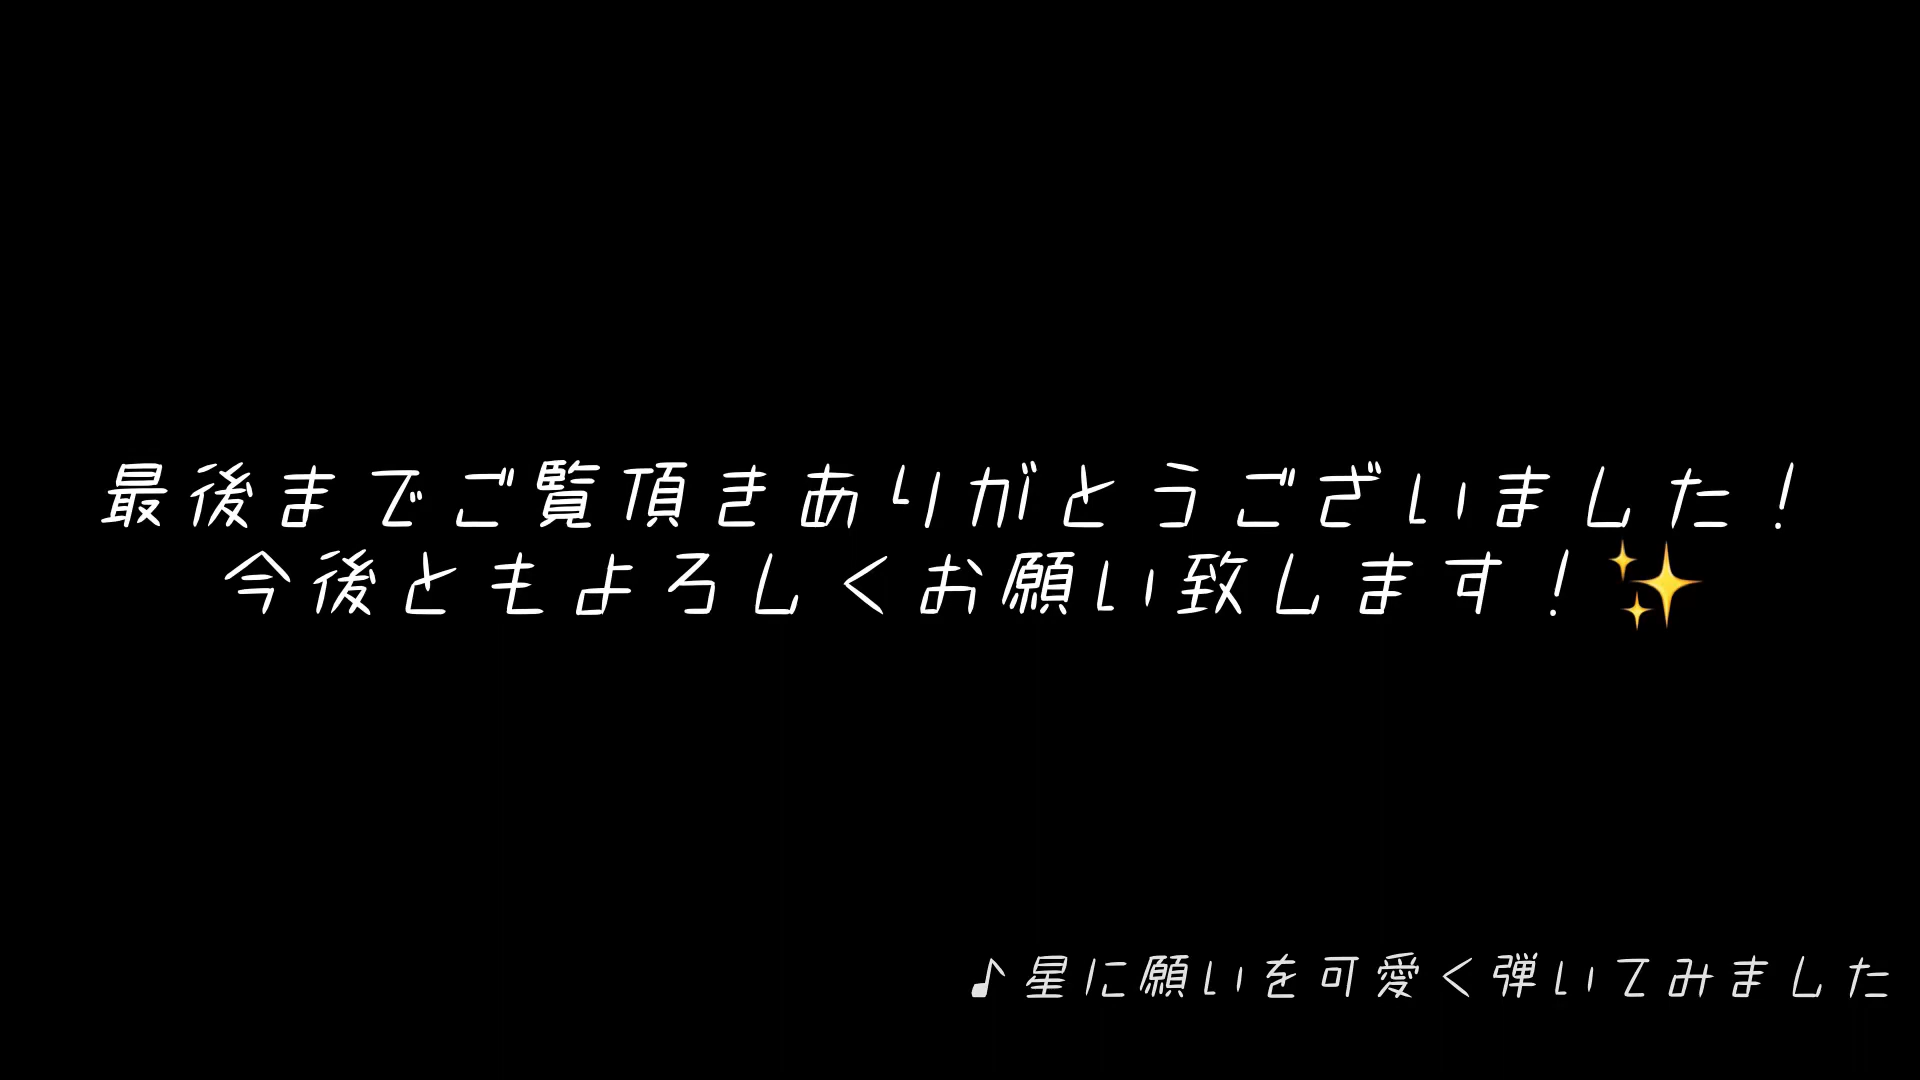 最後までご覧頂きありがとうございました！
今後ともよろしくお願い致します！✨
♪星に願いを可愛く弾いてみました